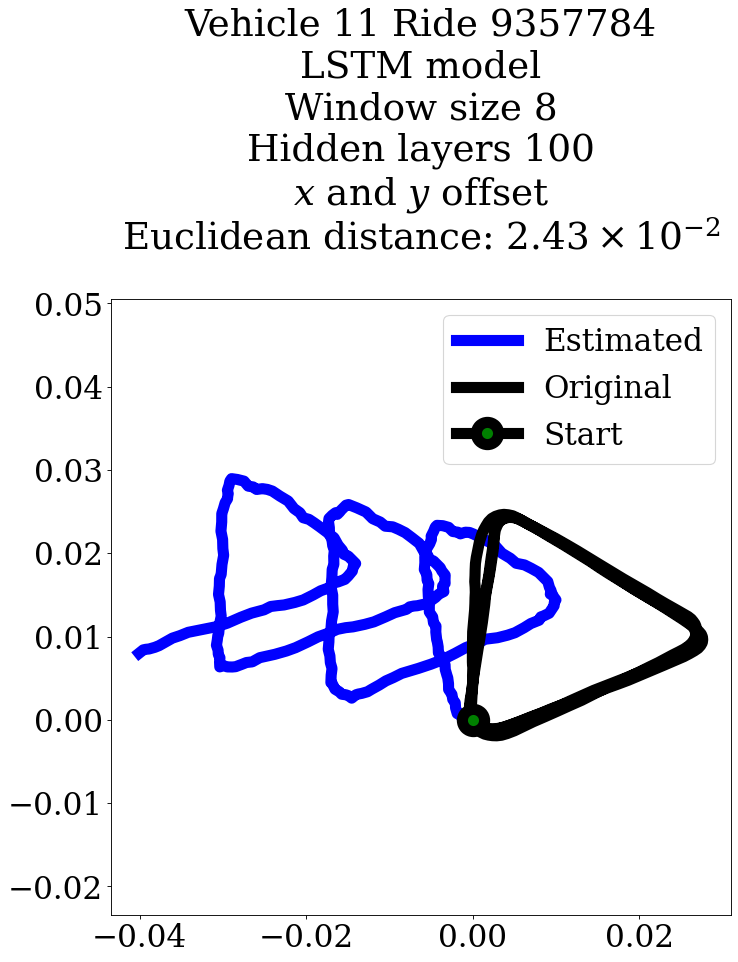 Vehicle 11 Ride 9357784
LSTM model
Window size 8
Hidden layers 100
x and y offset
Euclidean distance: 2.43 × 10⁻²
0.05
0.04
0.03
0.02
0.01
0.00
−0.01
−0.02
Estimated
Original
Start
−0.04
−0.02
0.00
0.02